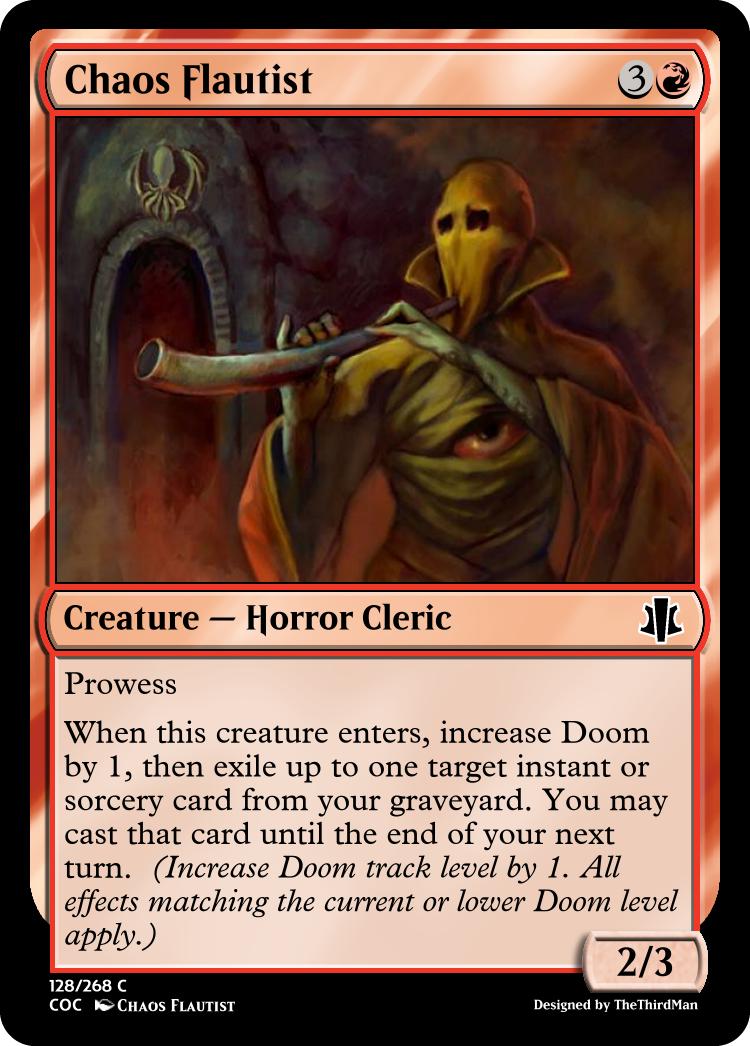 Chaos Flautist
3
Creature — Horror Cleric
Prowess
When this creature enters, increase Doom
by 1, then exile up to one target instant or
sorcery card from your graveyard. You may
cast that card until the end of your next
turn. (Increase Doom track level by 1. All
effects matching the current or lower Doom level
apply.)
2/3
128/268 C
COC Chaos Flautist
Designed by TheThirdMan